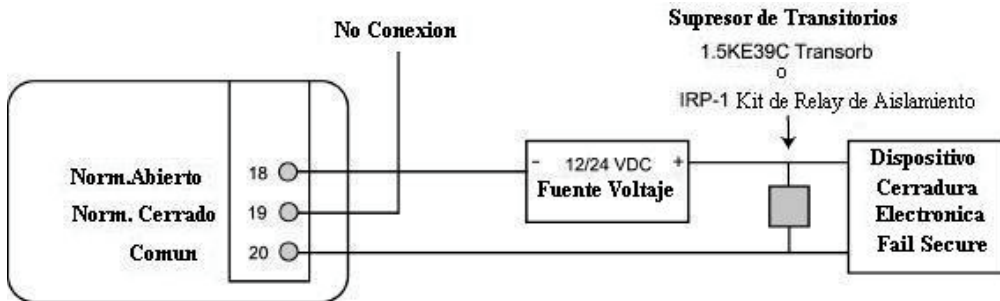 Supresor de Transitorios
No Conexion
1.5KE39C Transorb
o
IRP-1 Kit de Relay de Aislamiento
Norm.Abierto 18
Norm. Cerrado 19
Comun 20
- 12/24 VDC +
Fuente Voltaje
Dispositivo
Cerradura
Electronica
Fail Secure